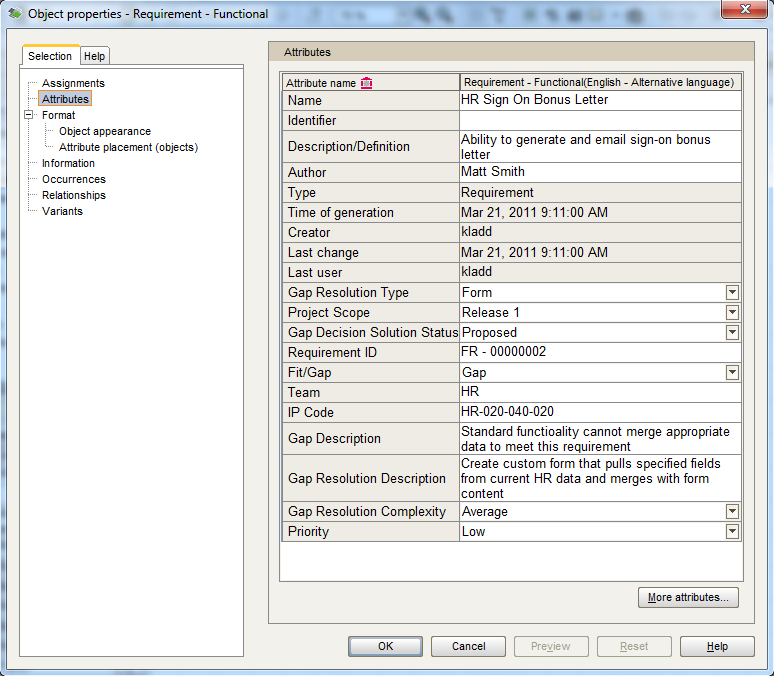 Object properties - Requirement - Functional
Selection
Help
Assignments
Attributes
Format
Object appearance
Attribute placement (objects)
Information
Occurrences
Relationships
Variants
Attributes
Attribute name Requirement - Functional(English - Alternative language)
Name HR Sign On Bonus Letter
Identifier
Description/Definition Ability to generate and email sign-on bonus
letter
Author Matt Smith
Type Requirement
Time of generation Mar 21, 2011 9:11:00 AM
Creator kladd
Last change Mar 21, 2011 9:11:00 AM
Last user kladd
Gap Resolution Type Form
Project Scope Release 1
Gap Decision Solution Status Proposed
Requirement ID FR - 00000002
Fit/Gap Gap
Team HR
IP Code HR-020-040-020
Gap Description Standard functioality cannot merge appropriate
data to meet this requirement
Gap Resolution Description Create custom form that pulls specified fields
from current HR data and merges with form
content
Gap Resolution Complexity Average
Priority Low
More attributes...
OK Cancel Preview Reset Help